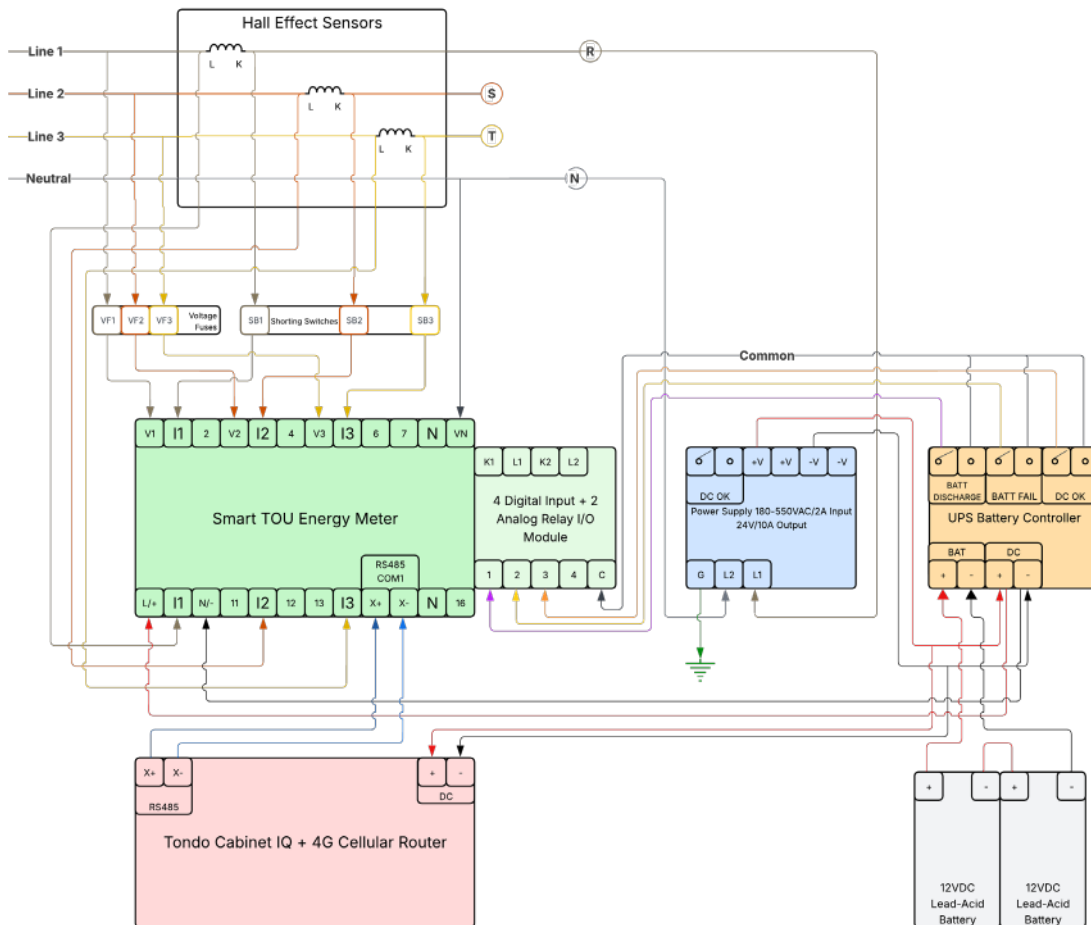 Hall Effect Sensors
Line 1
L K
R
Line 2
L K
S
Line 3
L K
T
Neutral
N
VF1 VF2 VF3 Voltage
Fuses
SB1 Shorting Switches SB2 SB3
Common
V1 I1 2 V2 I2 4 V3 I3 6 7 N VN
Smart TOU Energy Meter
RS485
COM1
L/+ I1 N/- 11 I2 12 13 I3 X+ X- N 16
K1 L1 K2 L2
4 Digital Input + 2
Analog Relay I/O
Module
1 2 3 4 C
+V +V -V -V
DC OK
Power Supply 180-550VAC/2A Input
24V/10A Output
G L2 L1
BATT
DISCHARGE
BATT FAIL
DC OK
UPS Battery Controller
BAT DC
+ - + -
X+ X-
RS485
+ -
DC
Tondo Cabinet IQ + 4G Cellular Router
+ - + -
12VDC
Lead-Acid
Battery
12VDC
Lead-Acid
Battery